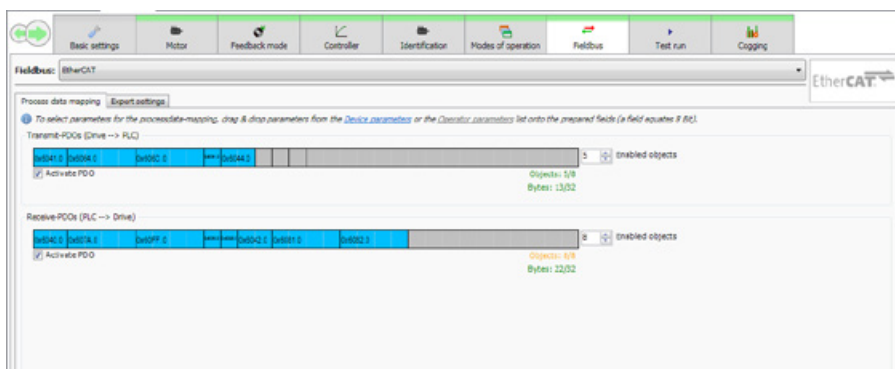 Basic settings
Motor
Feedback mode
Controller
Identification
Modes of operation
Fieldbus
Test run
Cogging
Fieldbus: EtherCAT
EtherCAT
Process data mapping Expert settings
To select parameters for the processdata-mapping, drag & drop parameters from the Device parameters or the Operator parameters list onto the prepared fields (a field equates 8 Bit).
Transmit-PDOs (Drive --> PLC)
0x6041.0 0x6064.0 0x606C.0 0x6044.0 5 Enabled objects
Activate PDO Objects: 5/8
Bytes: 13/32
Receive-PDOs (PLC --> Drive)
0x6040.0 0x607A.0 0x60FF.0 0x6042.0 0x6081.0 8 Enabled objects
Activate PDO Objects: 8/8
Bytes: 22/32